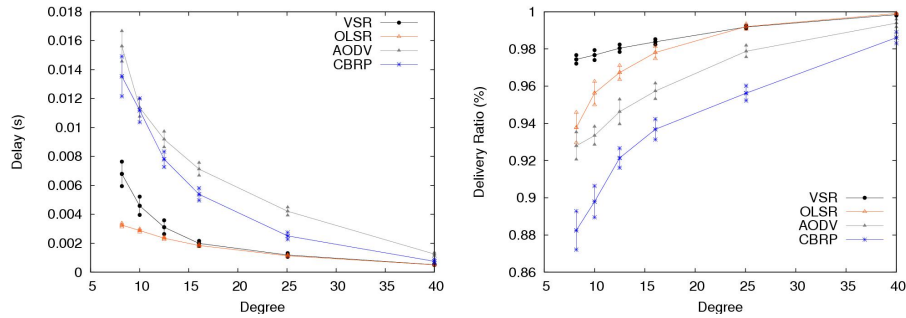 0.018
0.016
0.014
0.012
0.01
0.008
0.006
0.004
0.002
0
Delay (s)
VSR
OLSR
AODV
CBRP
5 10 15 20 25 30 35 40
Degree
1
0.98
0.96
0.94
0.92
0.9
0.88
0.86
Delivery Ratio (%)
VSR
OLSR
AODV
CBRP
5 10 15 20 25 30 35 40
Degree